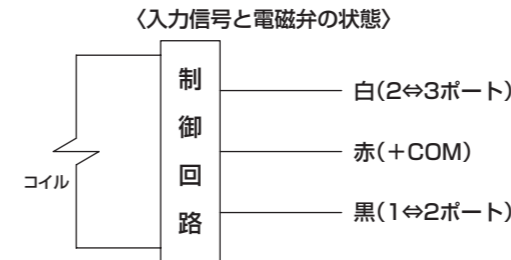 〈入力信号と電磁弁の状態〉
制御回路
白(2⇔3ポート)
赤(+COM)
コイル
黒(1⇔2ポート)